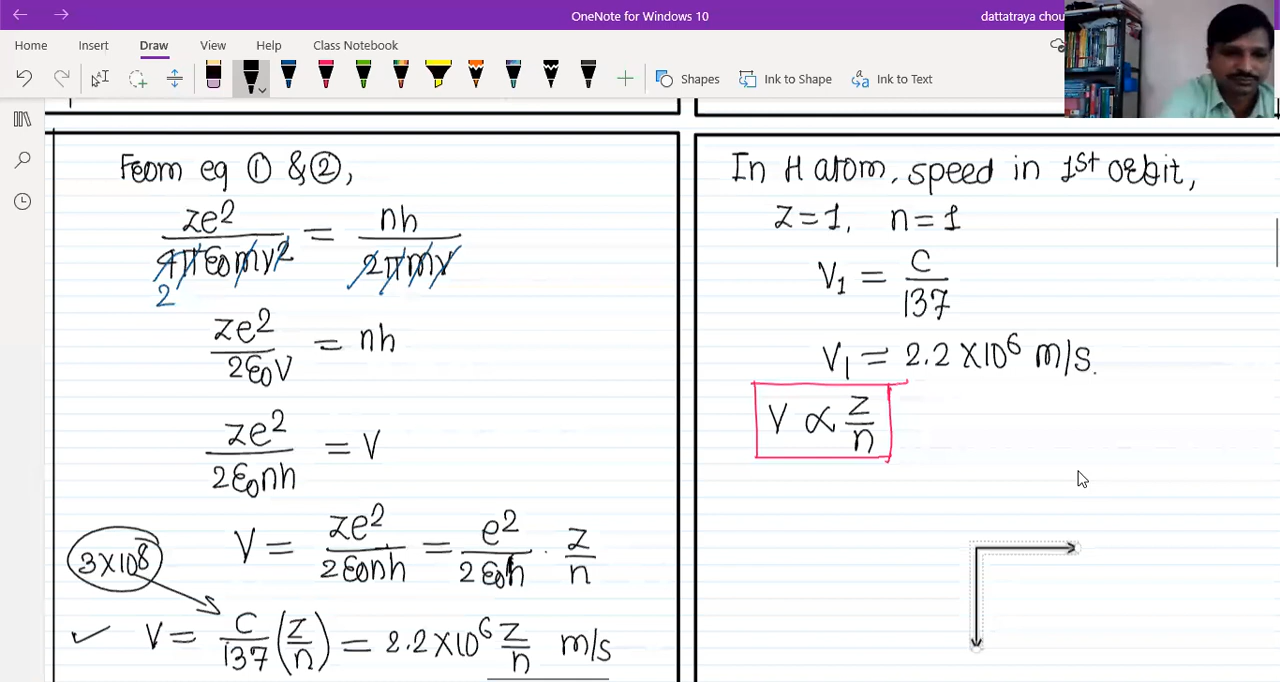 OneNote for Windows 10
dattatraya chou
Home Insert Draw View Help Class Notebook
Shapes Ink to Shape Ink to Text
From eq ① & ②,
ze²/4πε₀mv² = nh/2πmv
2
ze²/2ε₀V = nh
ze²/2ε₀nh = V
3×10⁸
V = ze²/2ε₀nh = e²/2ε₀h · z/n
✓ V = C/137 (z/n) = 2.2×10⁶ z/n m/s
In H atom, speed in 1st orbit,
z=1, n=1
V₁ = C/137
V₁ = 2.2×10⁶ m/s.
V ∝ z/n